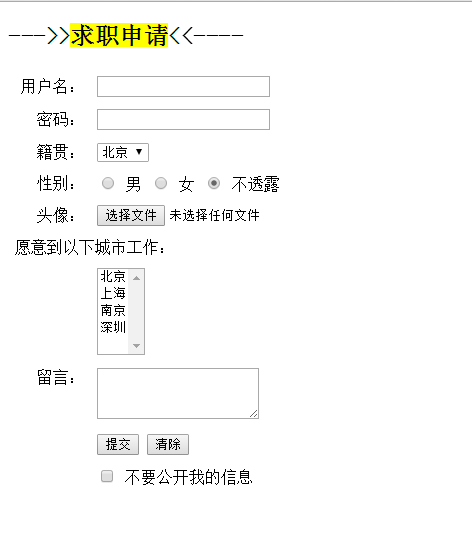 --->>求职申请<<----
用户名：
密码：
籍贯： 北京
性别： 男 女 不透露
头像： 选择文件 未选择任何文件
愿意到以下城市工作：
北京
上海
南京
深圳
留言：
提交 清除
不要公开我的信息